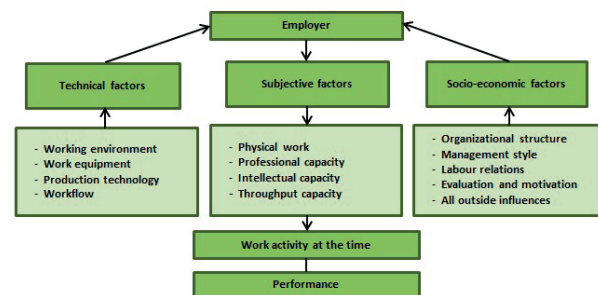 Employer
Technical factors
Subjective factors
Socio-economic factors
- Working environment
- Work equipment
- Production technology
- Workflow
- Physical work
- Professional capacity
- Intellectual capacity
- Throughput capacity
- Organizational structure
- Management style
- Labour relations
- Evaluation and motivation
- All outside influences
Work activity at the time
Performance